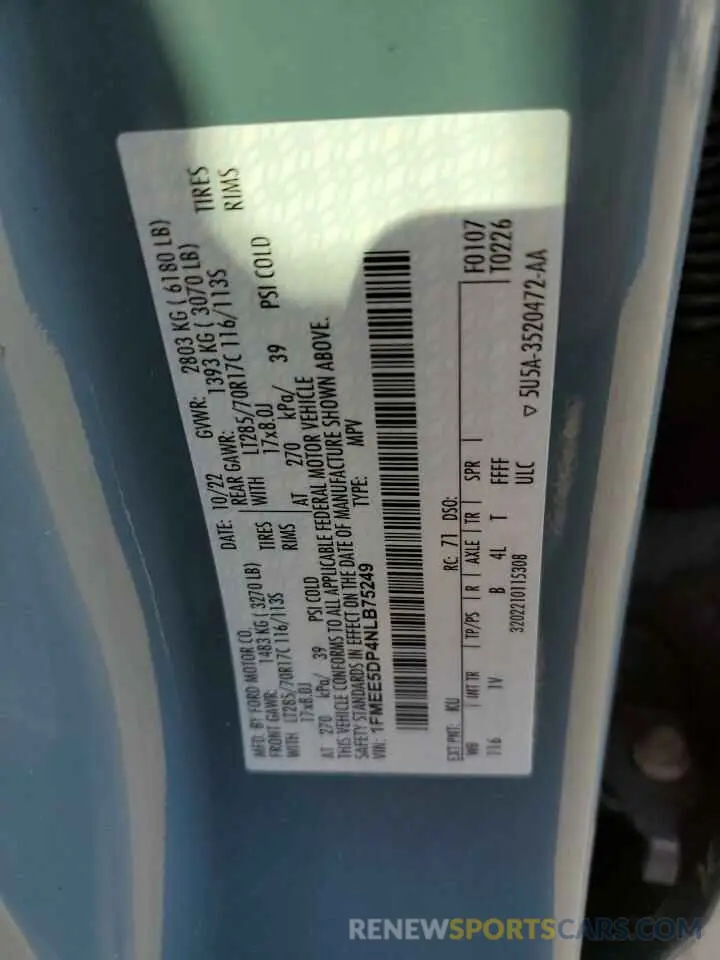 MFD. BY FORD MOTOR CO.
DATE: 10/22 GVWR: 2803 KG ( 6180 LB)
FRONT GAWR: 1483 KG ( 3270 LB) REAR GAWR: 1393 KG ( 3070 LB)
WITH LT285/70R17C 116/113S TIRES WITH LT285/70R17C 116/113S TIRES
17x8.0J RIMS 17x8.0J RIMS
AT 270 kPa/ 39 PSI COLD AT 270 kPa/ 39 PSI COLD
THIS VEHICLE CONFORMS TO ALL APPLICABLE FEDERAL MOTOR VEHICLE
SAFETY STANDARDS IN EFFECT ON THE DATE OF MANUFACTURE SHOWN ABOVE.
VIN: 1FMEE5DP4NLB75249 TYPE: MPV
EXT PNT: KU RC: 71 DSO: F0107
WB INT TR TP/PS R AXLE TR SPR T0226
116 1V B 4L T FFFF
3202210115308 ULC ▽ 5U5A-3520472-AA
RENEWSPORTSCARS.COM